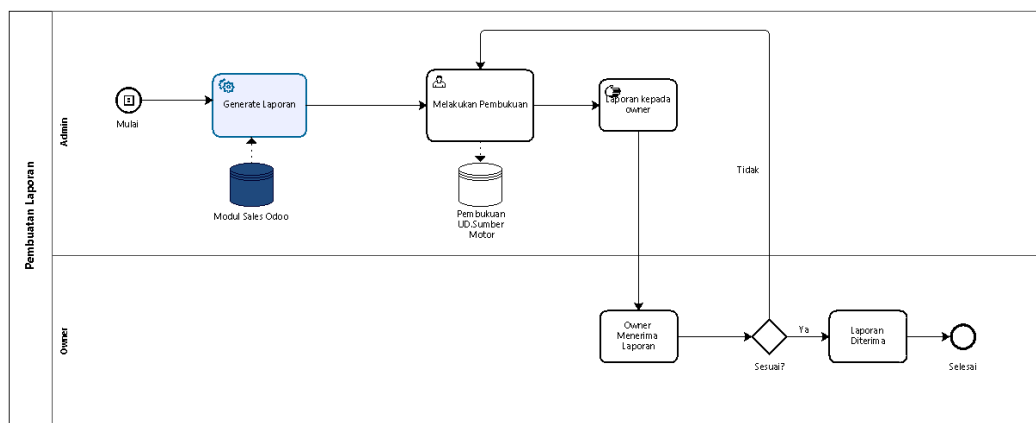 Pembuatan Laporan
Admin
Mulai
Generate Laporan
Modul Sales Odoo
Melakukan Pembukuan
Pembukuan
UD.Sumber
Motor
Laporan kepada
owner
Tidak
Owner
Owner
Menerima
Laporan
Sesuai?
Ya
Laporan
Diterima
Selesai